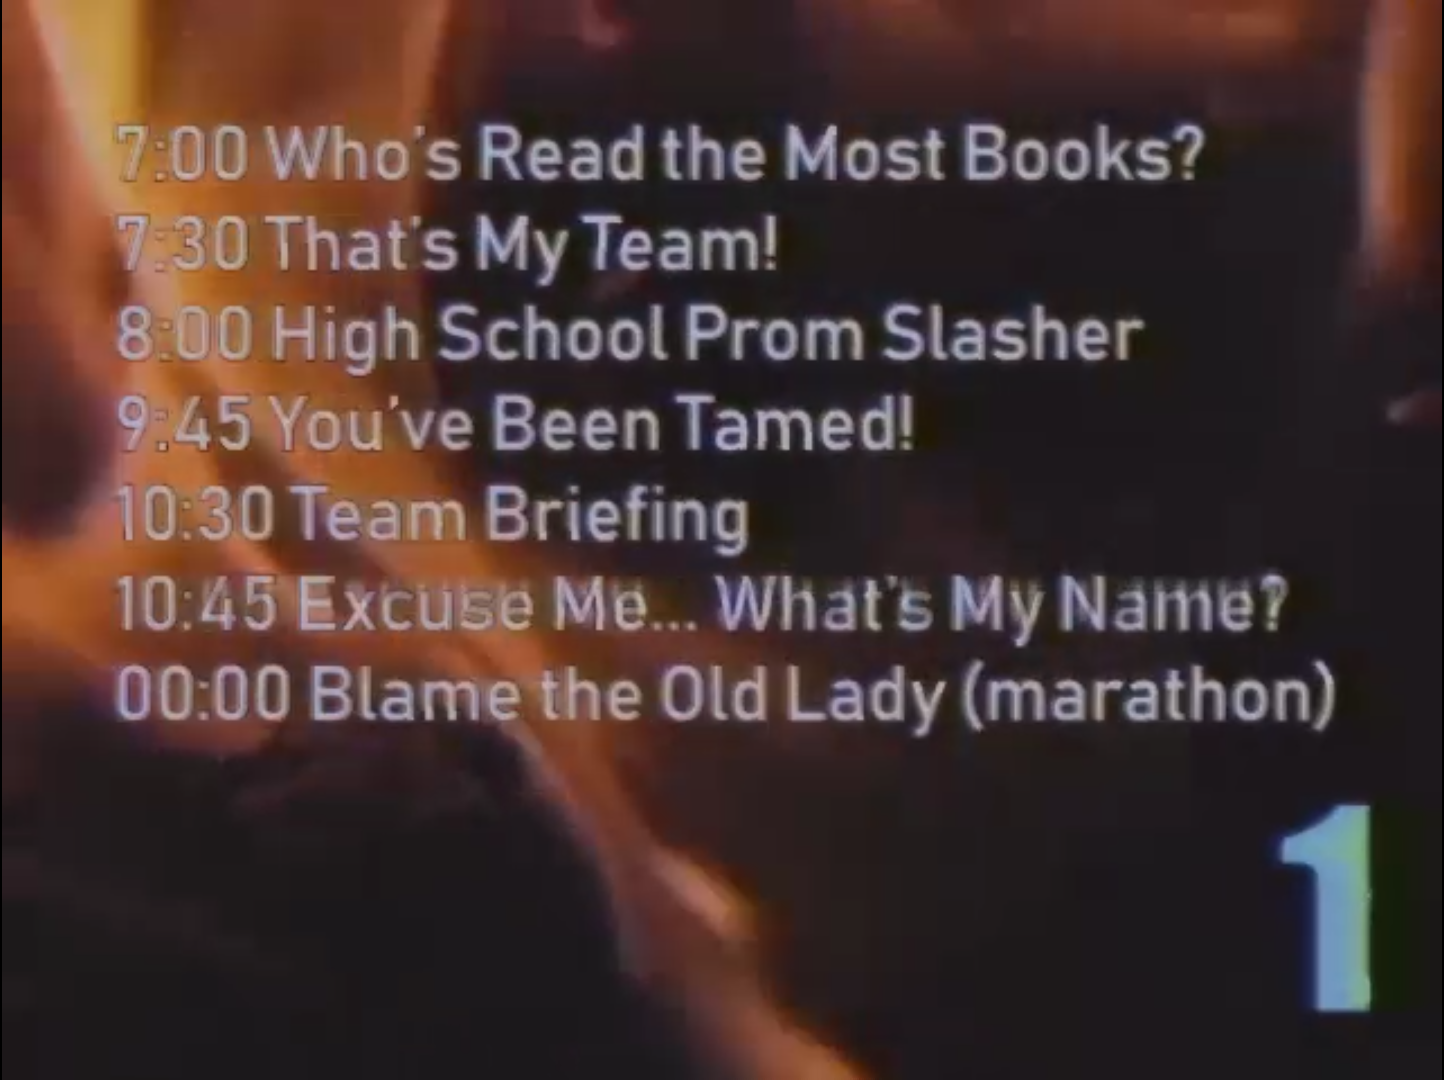 7:00 Who's Read the Most Books?
7:30 That's My Team!
8:00 High School Prom Slasher
9:45 You've Been Tamed!
10:30 Team Briefing
10:45 Excuse Me... What's My Name?
00:00 Blame the Old Lady (marathon)
1